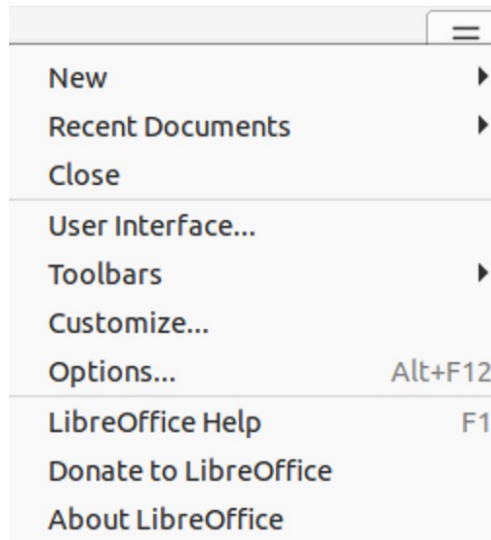 New
Recent Documents
Close
User Interface...
Toolbars
Customize...
Options... Alt+F12
LibreOffice Help F1
Donate to LibreOffice
About LibreOffice